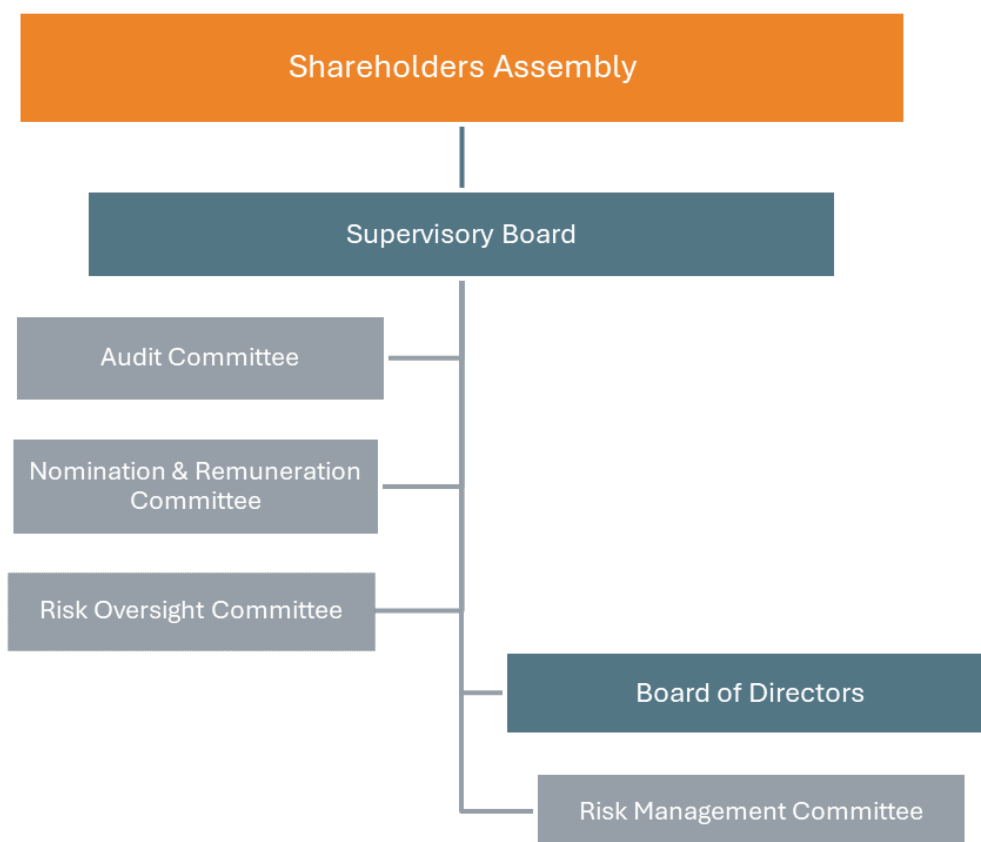 Shareholders Assembly
Supervisory Board
Audit Committee
Nomination & Remuneration
Committee
Risk Oversight Committee
Board of Directors
Risk Management Committee